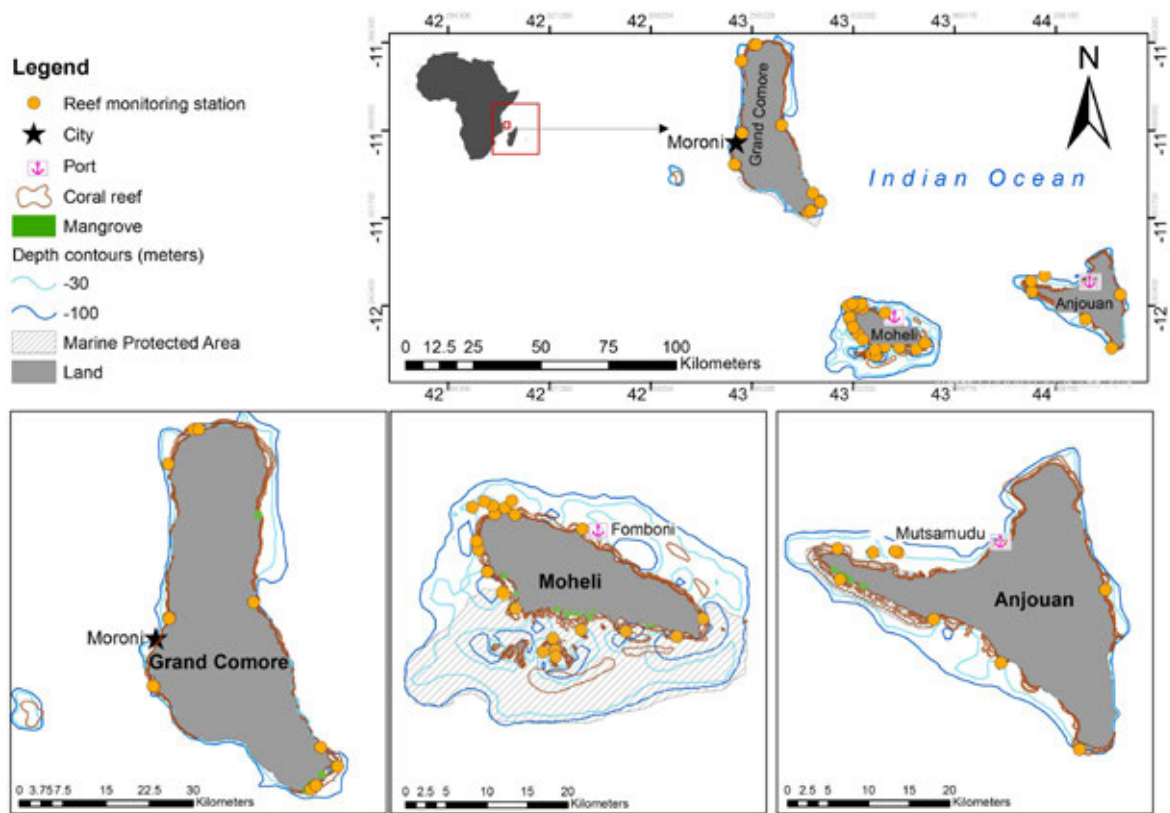 42 42 42 43 43 43 44
-11
-11
-11
-12
Legend
Reef monitoring station
City
Port
Coral reef
Mangrove
Depth contours (meters)
-30
-100
Marine Protected Area
Land
N
Grand Comore
Moroni
Indian Ocean
Anjouan
Moheli
0 12.5 25 50 75 100
Kilometers
-11
-11
-11
-12
42 42 42 43 43 44
Moroni
Grand Comore
0 3.75 7.5 15 22.5 30
Kilometers
Fomboni
Moheli
0 2.5 5 10 15 20
Kilometers
Mutsamudu
Anjouan
0 2.5 5 10 15 20
Kilometers